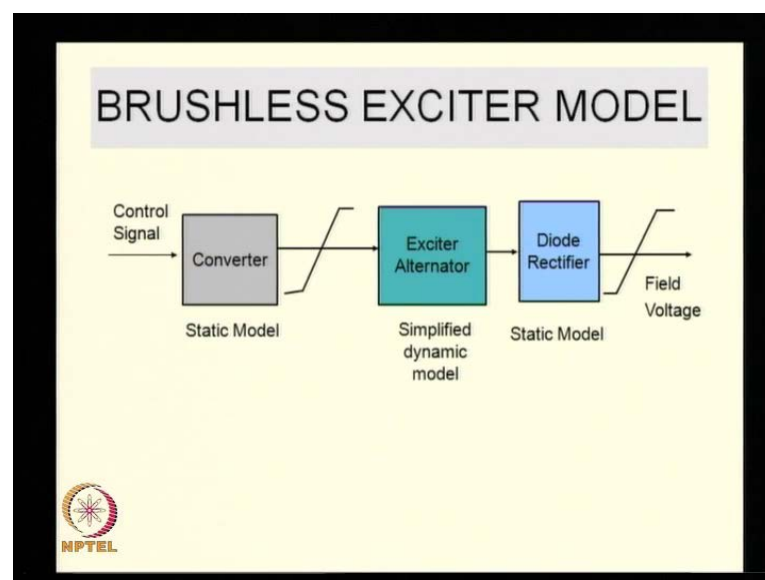 BRUSHLESS EXCITER MODEL
Control
Signal
Converter
Exciter
Alternator
Diode
Rectifier
Field
Voltage
Static Model
Simplified
dynamic
model
Static Model
NPTEL